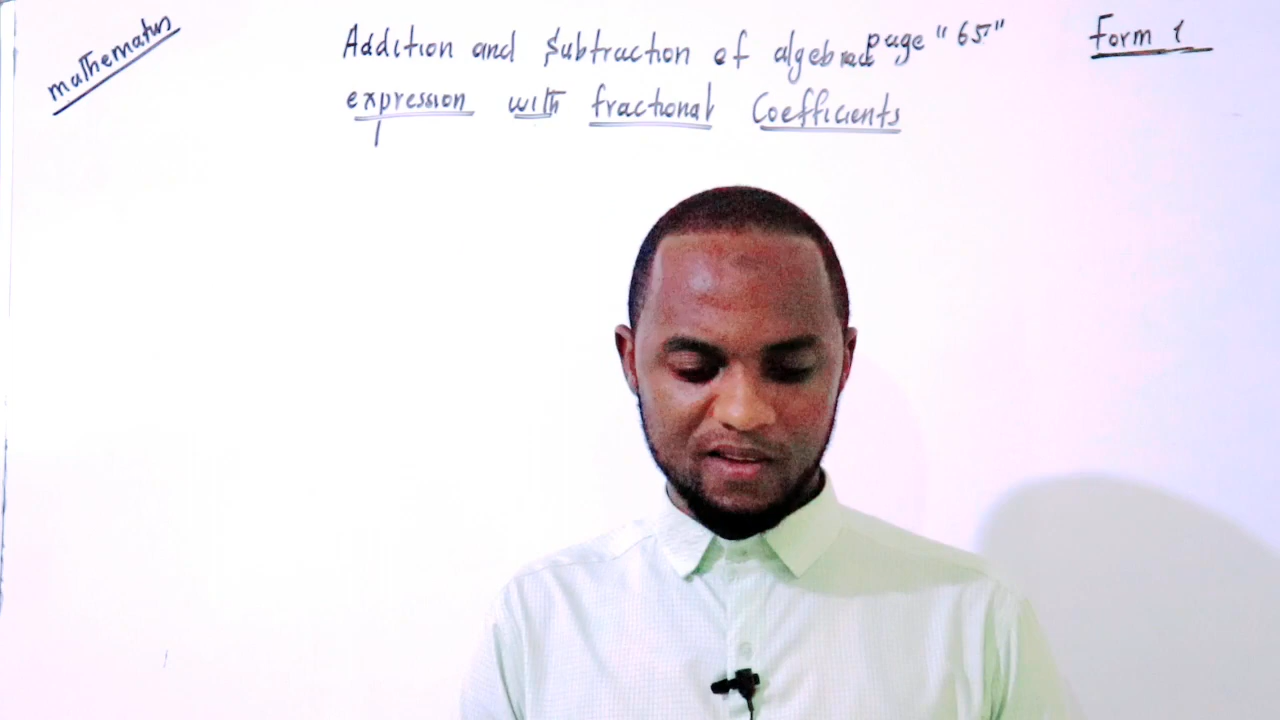 mathematics
Addition and Subtraction of algebraic page "65"
expression with fractional Coefficients
Form 1